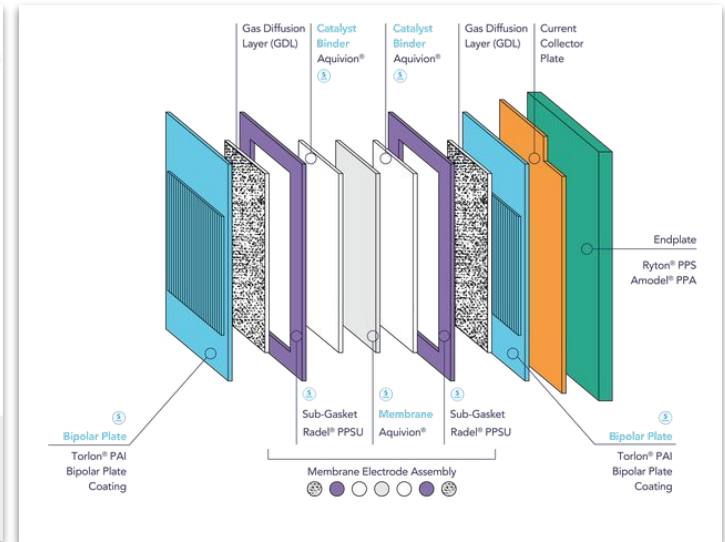 Gas Diffusion
Layer (GDL)
Catalyst
Binder
Aquivion®
S
Catalyst
Binder
Aquivion®
S
Gas Diffusion
Layer (GDL)
Current
Collector
Plate
Endplate
Ryton® PPS
Amodel® PPA
S
Bipolar Plate
Torlon® PAI
Bipolar Plate
Coating
S
Sub-Gasket
Radel® PPSU
S
Membrane
Aquivion®
S
Sub-Gasket
Radel® PPSU
S
Bipolar Plate
Torlon® PAI
Bipolar Plate
Coating
Membrane Electrode Assembly